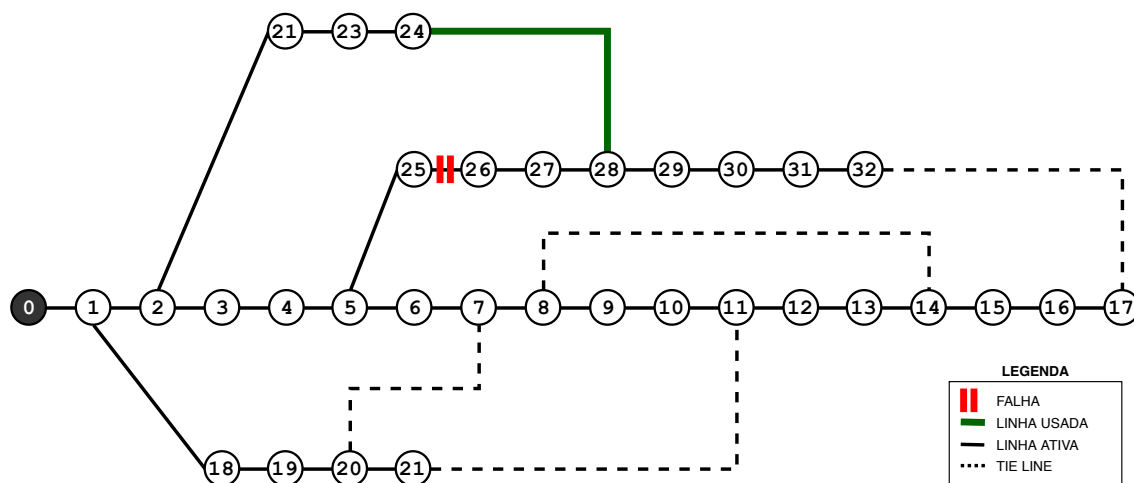 21 23 24
25 26 27 28 29 30 31 32
0 1 2 3 4 5 6 7 8 9 10 11 12 13 14 15 16 17
18 19 20 21
LEGENDA
FALHA
LINHA USADA
LINHA ATIVA
TIE LINE